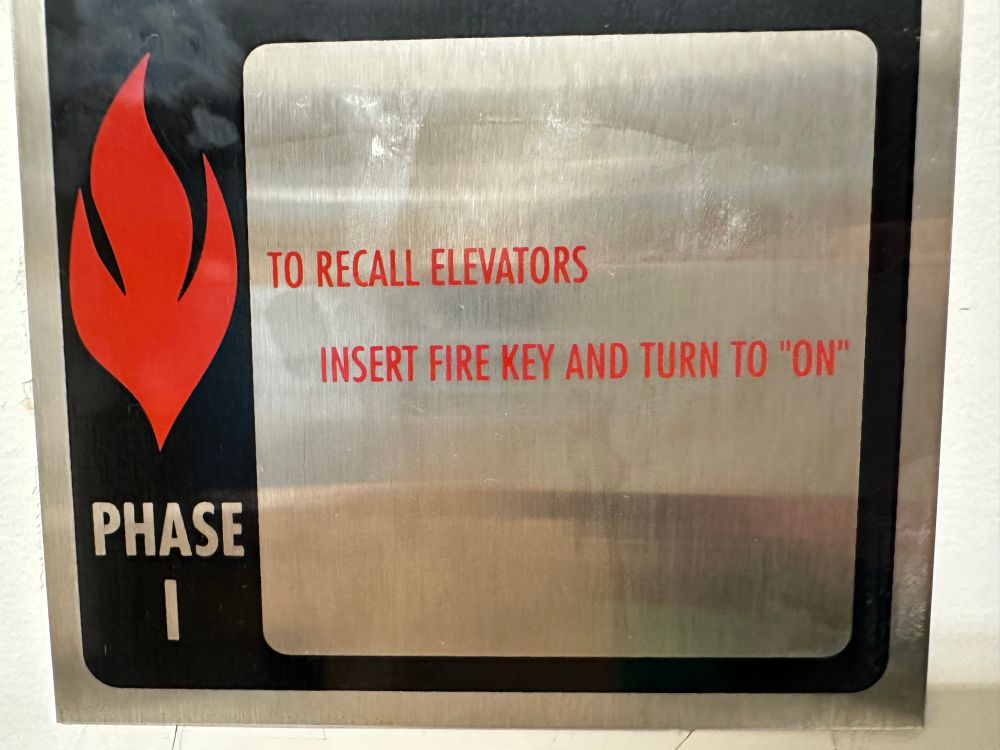 TO RECALL ELEVATORS
INSERT FIRE KEY AND TURN TO "ON"
PHASE
I